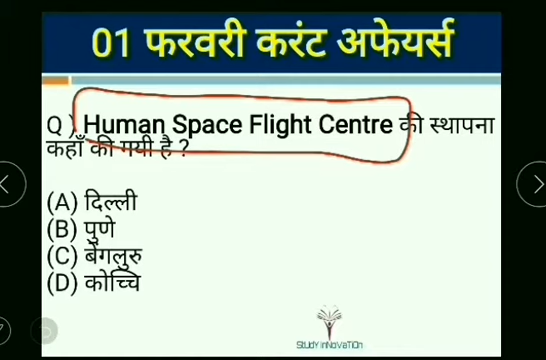 01 फरवरी करंट अफेयर्स
Q ) Human Space Flight Centre की स्थापना
कहाँ की गयी है ?
(A) दिल्ली
(B) पुणे
(C) बेंगलुरु
(D) कोच्चि
StuDY iNNovaTiOn